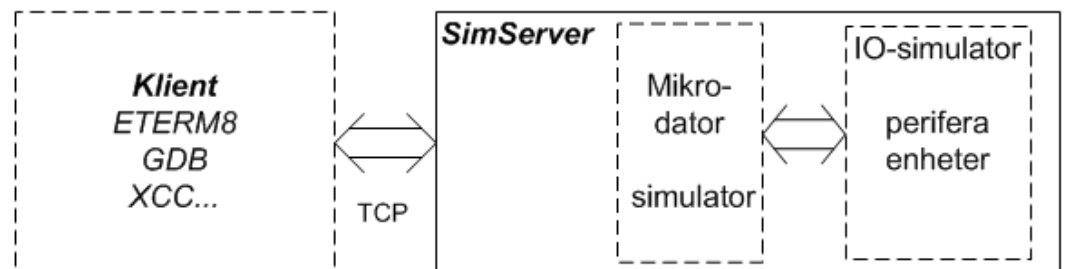 Klient
ETERM8
GDB
XCC...
TCP
SimServer
Mikro-
dator
simulator
IO-simulator
perifera
enheter